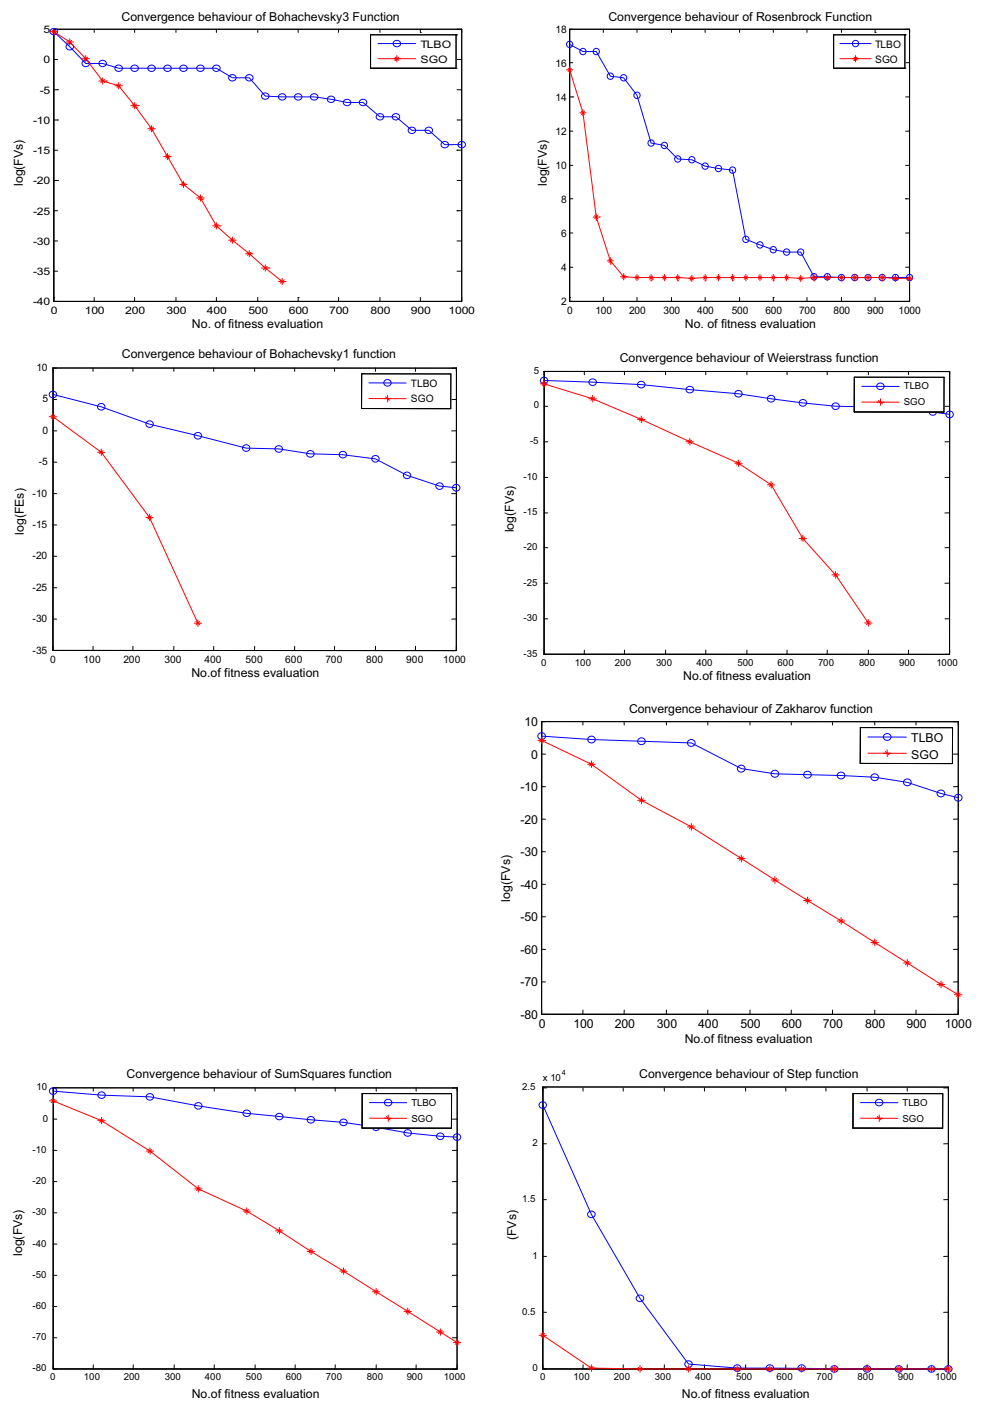 Convergence behaviour of Bohachevsky3 Function
5
0
-5
-10
-15
-20
-25
-30
-35
-40
log(FVs)
TLBO
SGO
0 100 200 300 400 500 600 700 800 900 1000
No. of fitness evaluation
Convergence behaviour of Rosenbrock Function
18
16
14
12
10
8
6
4
2
log(FVs)
TLBO
SGO
0 100 200 300 400 500 600 700 800 900 1000
No. of fitness evaluation
Convergence behaviour of Bohachevsky1 function
10
5
0
-5
-10
-15
-20
-25
-30
-35
log(FEs)
TLBO
SGO
0 100 200 300 400 500 600 700 800 900 1000
No.of fitness evaluation
Convergence behaviour of Weierstrass function
5
0
-5
-10
-15
-20
-25
-30
-35
log(FVs)
TLBO
SGO
0 100 200 300 400 500 600 700 800 900 1000
No.of fitness evaluation
Convergence behaviour of Zakharov function
10
0
-10
-20
-30
-40
-50
-60
-70
-80
log(FVs)
TLBO
SGO
0 100 200 300 400 500 600 700 800 900 1000
No.of fitness evaluation
Convergence behaviour of SumSquares function
10
0
-10
-20
-30
-40
-50
-60
-70
-80
log(FVs)
TLBO
SGO
0 100 200 300 400 500 600 700 800 900 1000
No.of fitness evaluation
Convergence behaviour of Step function
x 10^4
2.5
2
1.5
1
0.5
0
(FVs)
TLBO
SGO
0 100 200 300 400 500 600 700 800 900 1000
No.of fitness evaluation